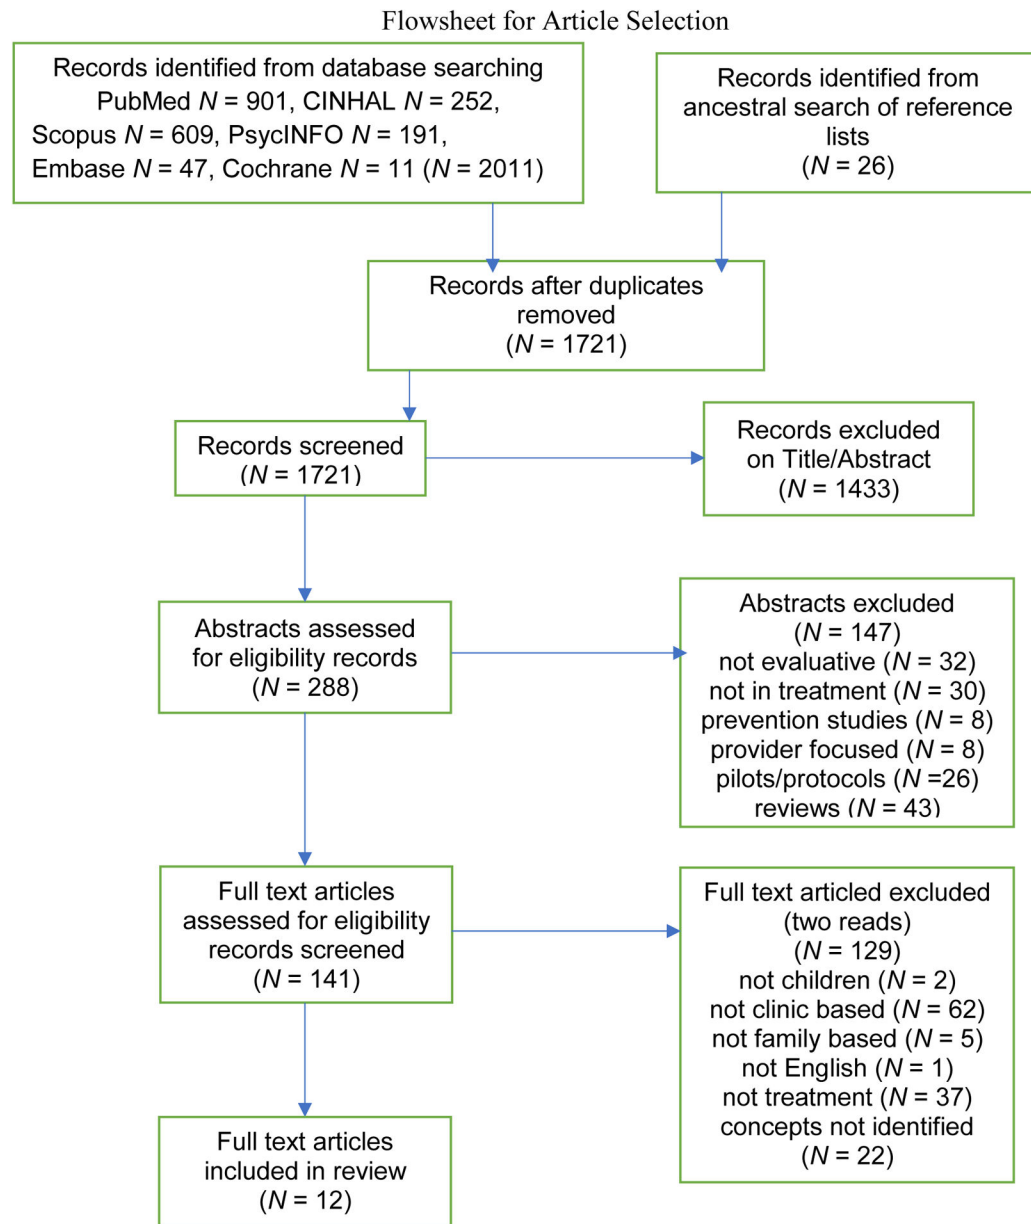 Flowsheet for Article Selection
Records identified from database searching
PubMed N = 901, CINHAL N = 252,
Scopus N = 609, PsycINFO N = 191,
Embase N = 47, Cochrane N = 11 (N = 2011)
Records identified from
ancestral search of reference
lists
(N = 26)
Records after duplicates
removed
(N = 1721)
Records screened
(N = 1721)
Records excluded
on Title/Abstract
(N = 1433)
Abstracts assessed
for eligibility records
(N = 288)
Abstracts excluded
(N = 147)
not evaluative (N = 32)
not in treatment (N = 30)
prevention studies (N = 8)
provider focused (N = 8)
pilots/protocols (N =26)
reviews (N = 43)
Full text articles
assessed for eligibility
records screened
(N = 141)
Full text articled excluded
(two reads)
(N = 129)
not children (N = 2)
not clinic based (N = 62)
not family based (N = 5)
not English (N = 1)
not treatment (N = 37)
concepts not identified
(N = 22)
Full text articles
included in review
(N = 12)